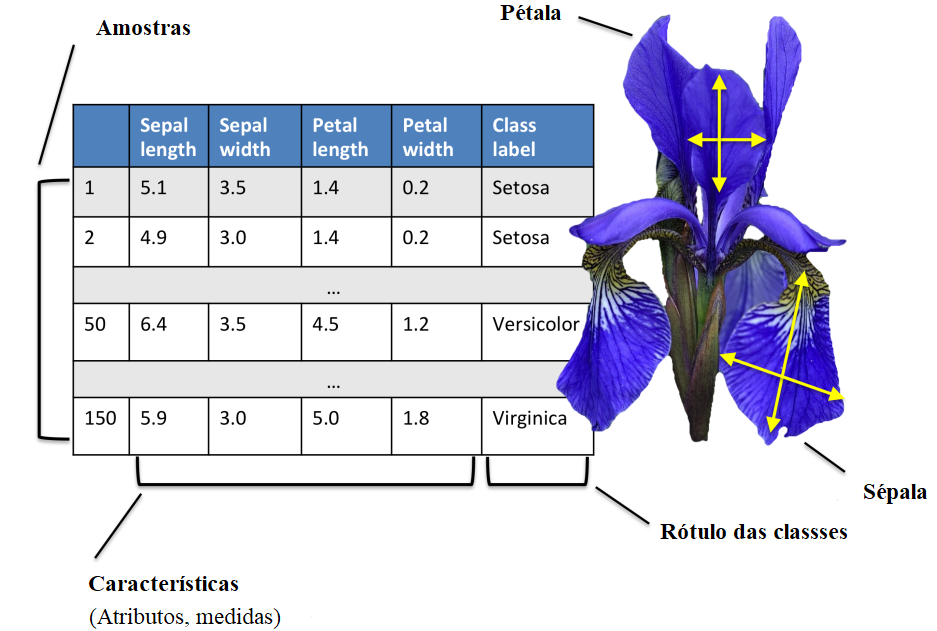 Amostras
Pétala
Sepal length
Sepal width
Petal length
Petal width
Class label
1 5.1 3.5 1.4 0.2 Setosa
2 4.9 3.0 1.4 0.2 Setosa
...
50 6.4 3.5 4.5 1.2 Versicolor
...
150 5.9 3.0 5.0 1.8 Virginica
Sépala
Rótulo das classses
Características
(Atributos, medidas)